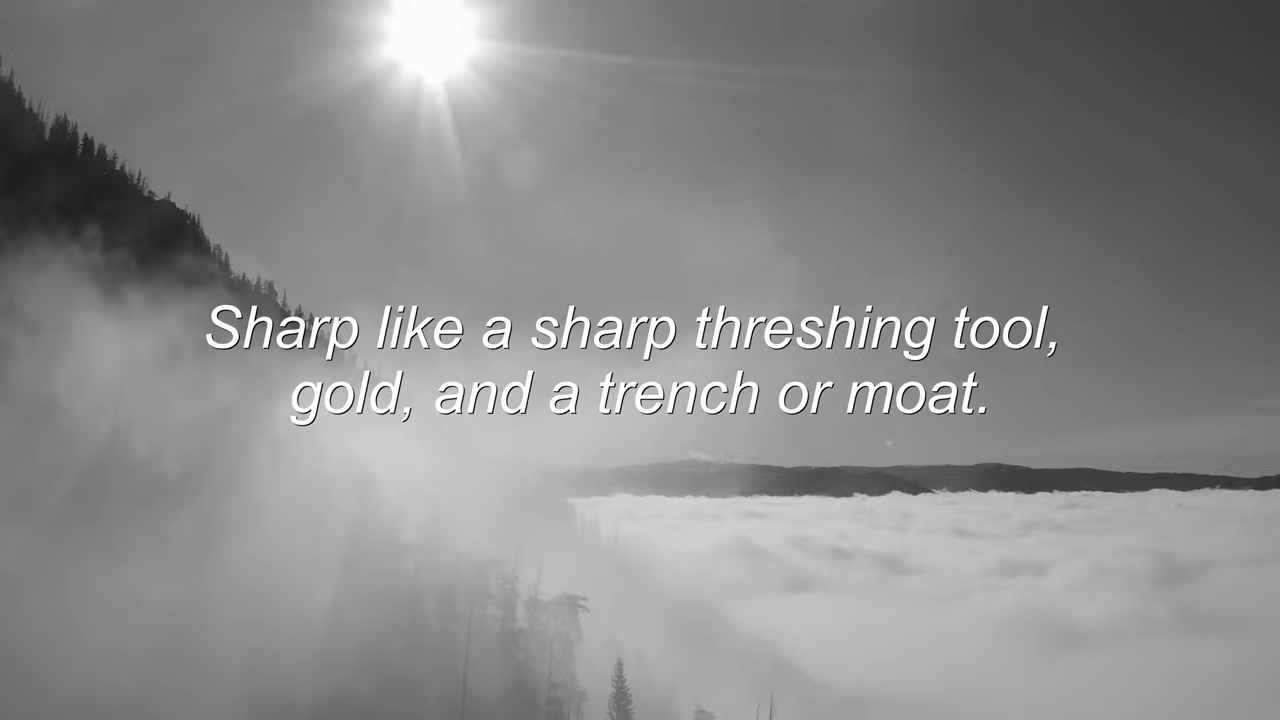 Sharp like a sharp threshing tool,
gold, and a trench or moat.